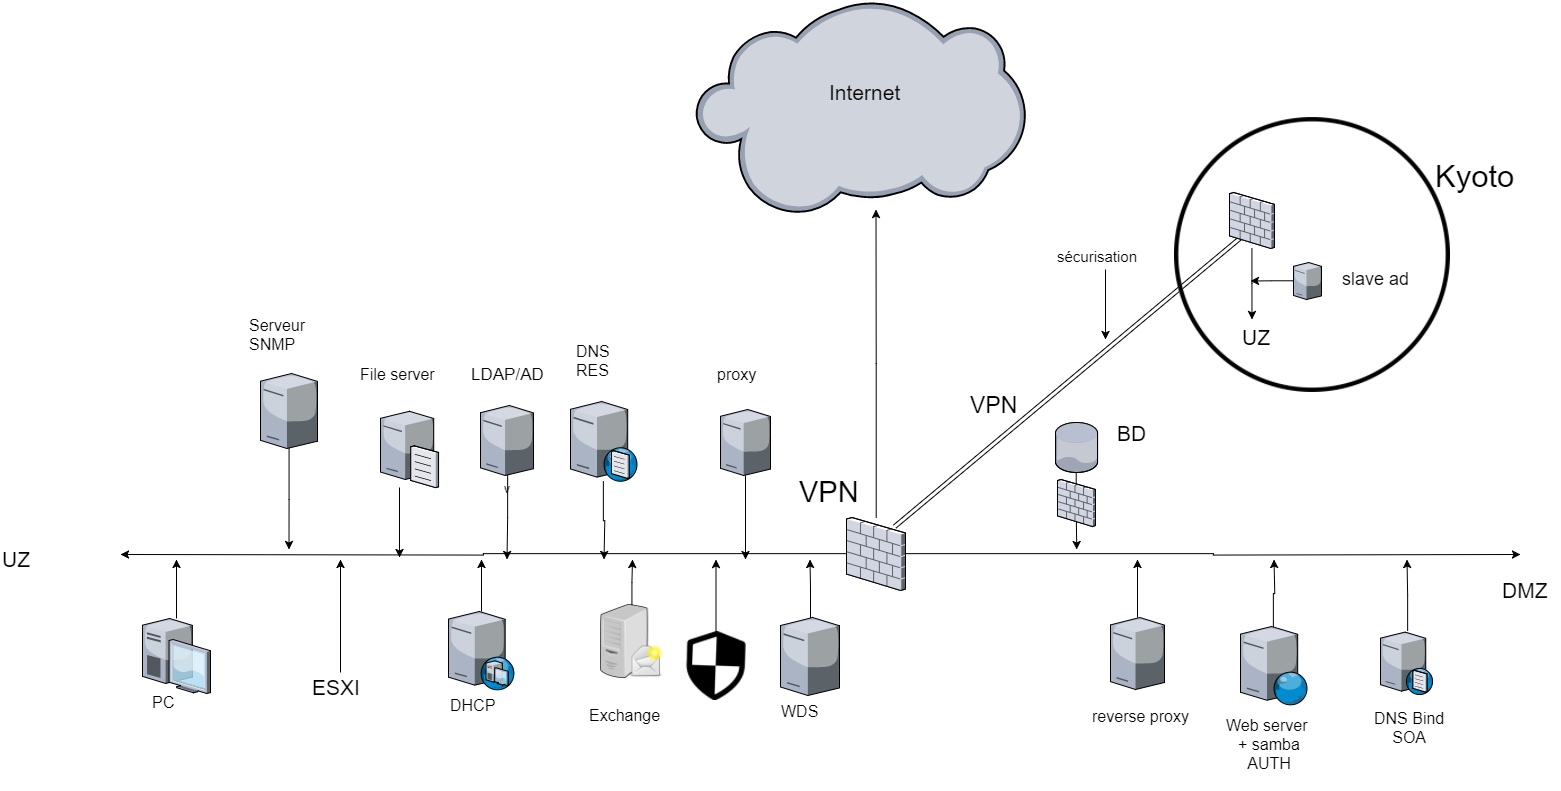 Internet
Kyoto
sécurisation
slave ad
UZ
Serveur
SNMP
File server
LDAP/AD
DNS
RES
proxy
VPN
BD
VPN
v
UZ
DMZ
PC
ESXI
DHCP
Exchange
WDS
reverse proxy
Web server
+ samba
AUTH
DNS Bind
SOA